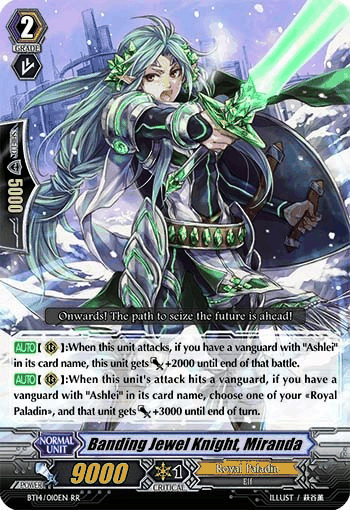 2
GRADE
SHIELD
5000
Onwards! The path to seize the future is ahead!
AUTO【 RC 】:When this unit attacks, if you have a vanguard with "Ashlei"
in its card name, this unit gets +2000 until end of that battle.
AUTO【 RC 】:When this unit's attack hits a vanguard, if you have a
vanguard with "Ashlei" in its card name, choose one of your «Royal
Paladin», and that unit gets +3000 until end of turn.
NORMAL
UNIT
Banding Jewel Knight, Miranda
POWER
9000
1
CRITICAL
Royal Paladin
Elf
BT14/010EN RR
ILLUST / 萩谷薫